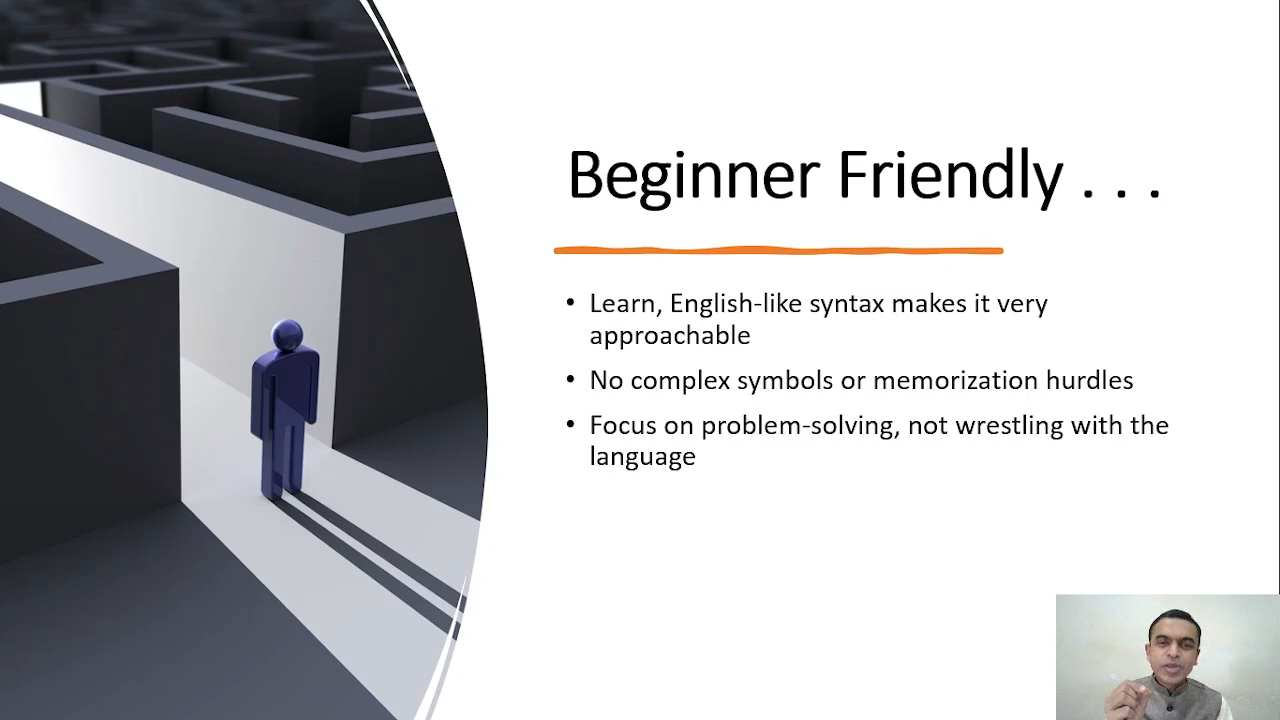 Beginner Friendly . . .
• Learn, English-like syntax makes it very
approachable
• No complex symbols or memorization hurdles
• Focus on problem-solving, not wrestling with the
language